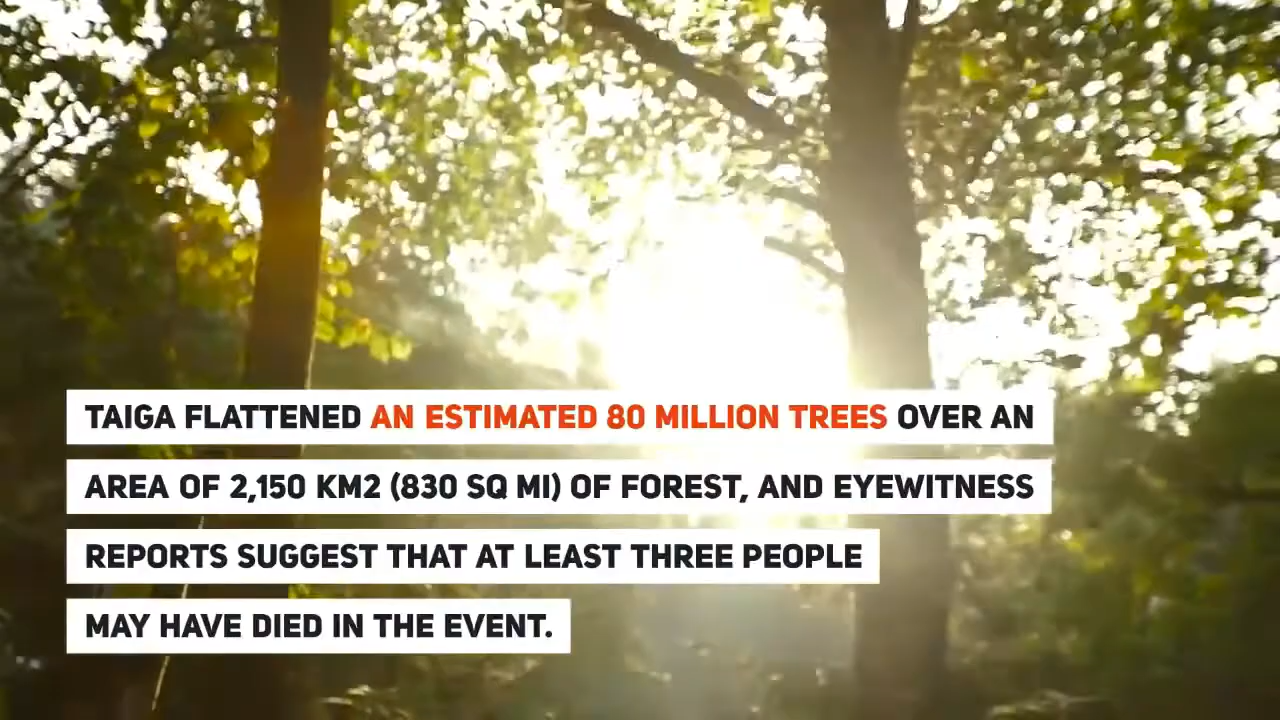 TAIGA FLATTENED AN ESTIMATED 80 MILLION TREES OVER AN
AREA OF 2,150 KM2 (830 SQ MI) OF FOREST, AND EYEWITNESS
REPORTS SUGGEST THAT AT LEAST THREE PEOPLE
MAY HAVE DIED IN THE EVENT.